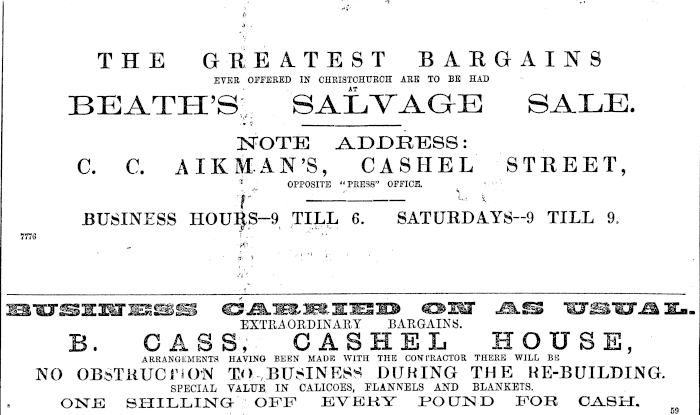 THE GREATEST BARGAINS
EVER OFFERED IN CHRISTCHURCH ARE TO BE HAD
AT
BEATH'S SALVAGE SALE.
NOTE ADDRESS:
C. C. AIKMAN'S, CASHEL STREET,
OPPOSITE "PRESS" OFFICE.
BUSINESS HOURS—9 TILL 6. SATURDAYS--9 TILL 9.
7776
BUSINESS CARRIED ON AS USUAL.
EXTRAORDINARY BARGAINS.
B. CASS, CASHEL HOUSE,
ARRANGEMENTS HAVING BEEN MADE WITH THE CONTRACTOR THERE WILL BE
NO OBSTRUCTION TO BUSINESS DURING THE RE-BUILDING.
SPECIAL VALUE IN CALICOES, FLANNELS AND BLANKETS.
ONE SHILLING OFF EVERY POUND FOR CASH.
59